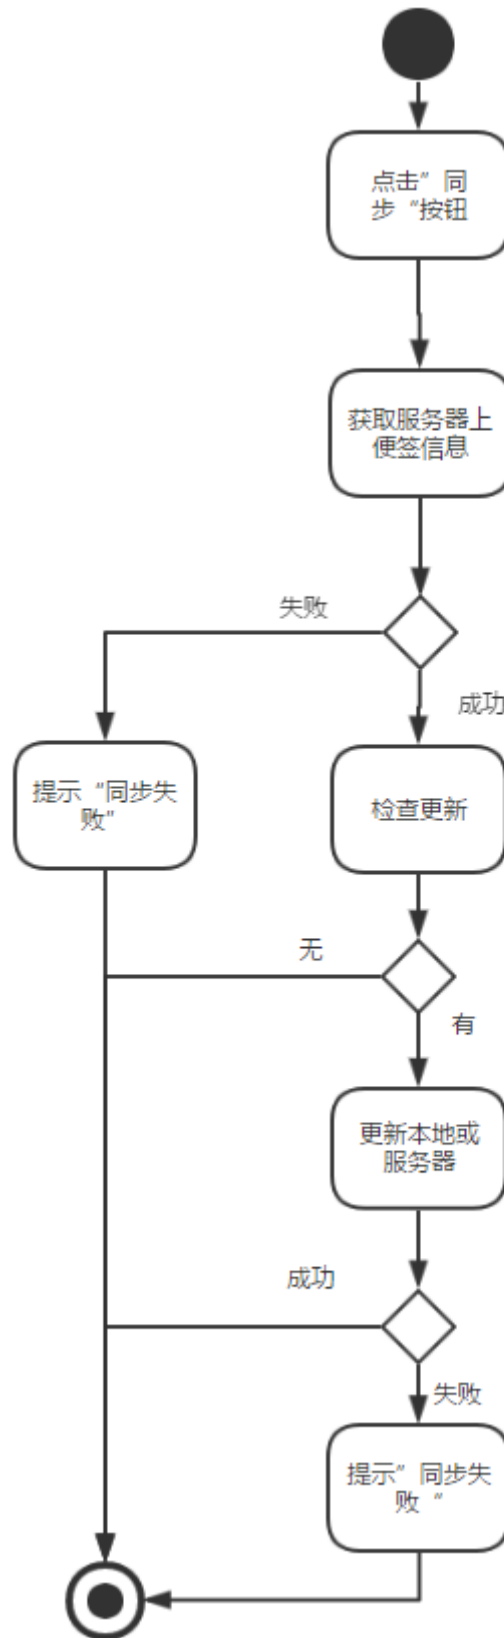 点击”同
步“按钮
获取服务器上
便签信息
失败
成功
提示“同步失
败”
检查更新
无
有
更新本地或
服务器
成功
失败
提示”同步失
败“